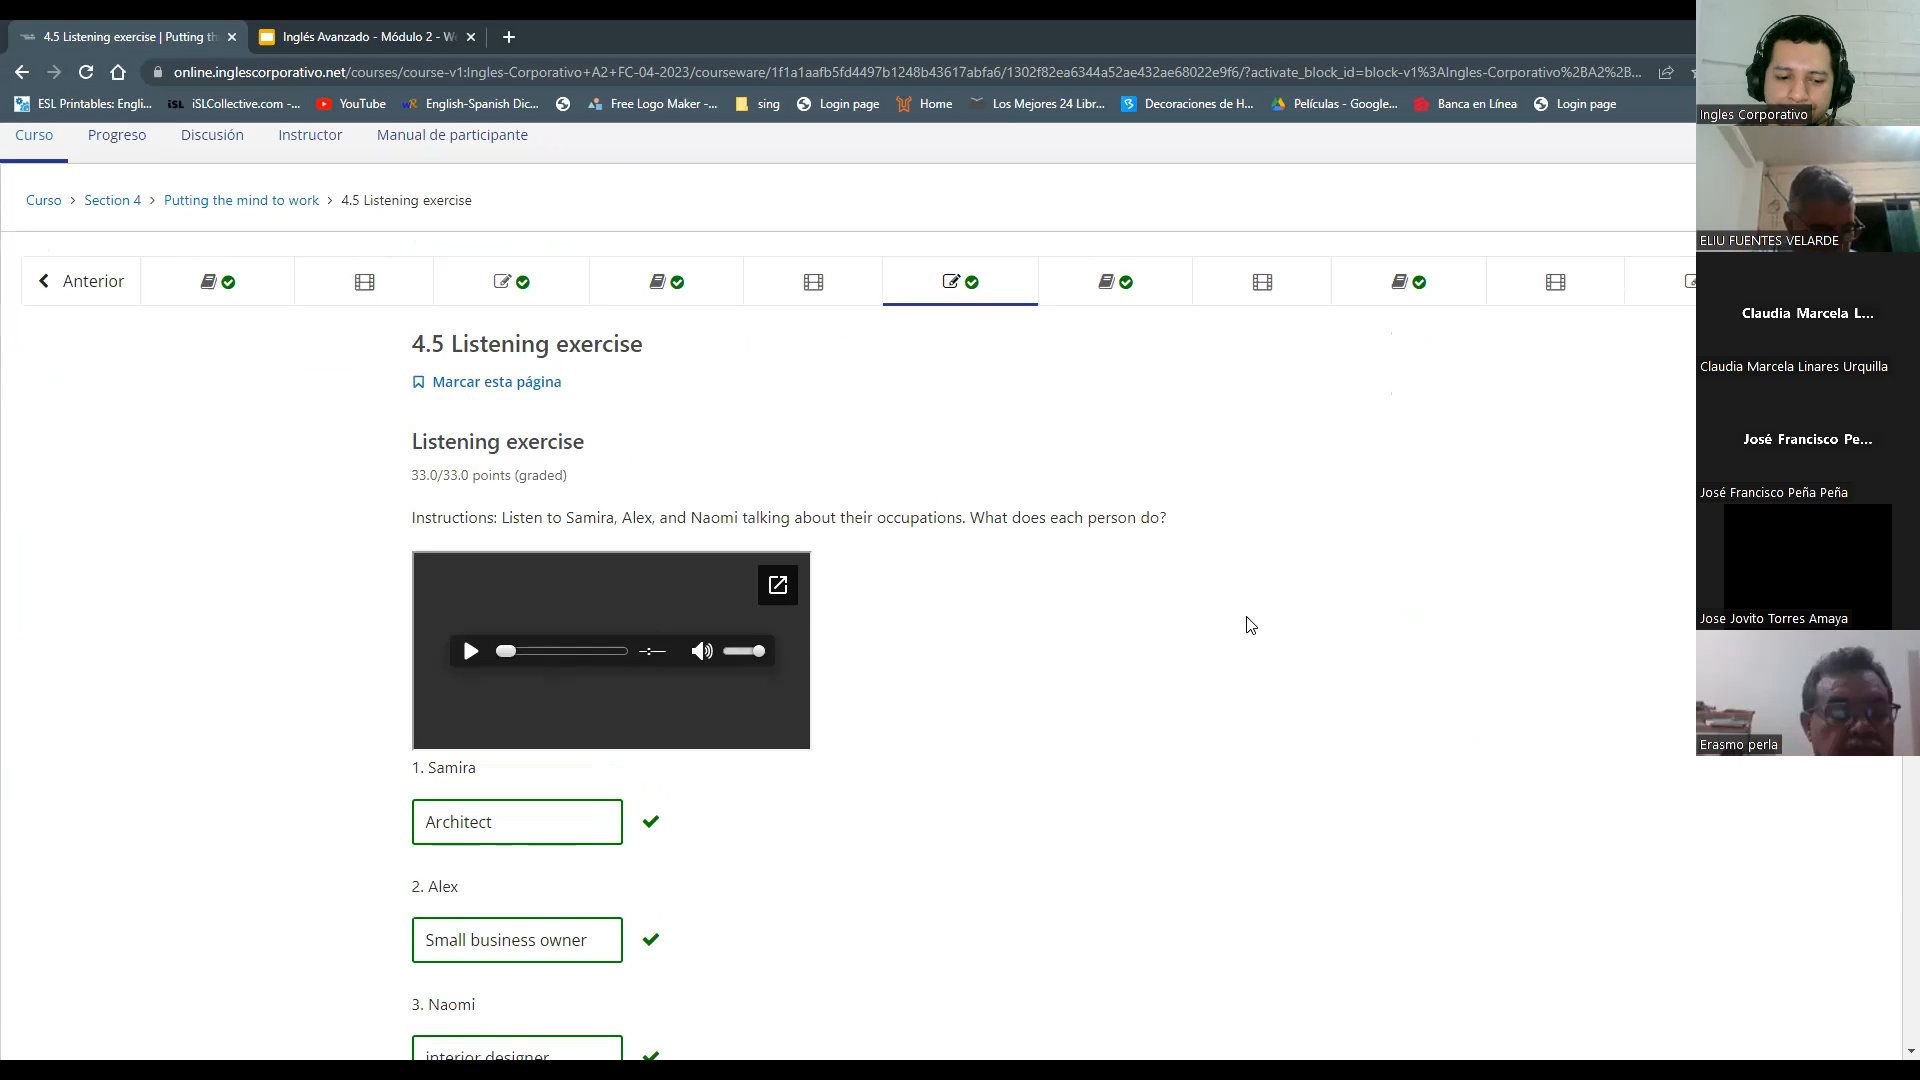 4.5 Listening exercise | Putting th
Inglés Avanzado - Módulo 2 - W
online.inglescorporativo.net/courses/course-v1:Ingles-Corporativo+A2+FC-04-2023/courseware/1f1a1aafb5fd4497b1248b43617abfa6/1302f82ea6344a52ae432ae68022e9f6/?activate_block_id=block-v1%3AIngles-Corporativo%2BA2%2B...
ESL Printables: Engli...
iSLCollective.com -...
YouTube
English-Spanish Dic...
Free Logo Maker -...
sing
Login page
Home
Los Mejores 24 Libr...
Decoraciones de H...
Películas - Google...
Banca en Línea
Login page
Curso
Progreso
Discusión
Instructor
Manual de participante
Curso > Section 4 > Putting the mind to work > 4.5 Listening exercise
Anterior
4.5 Listening exercise
Marcar esta página
Listening exercise
33.0/33.0 points (graded)
Instructions: Listen to Samira, Alex, and Naomi talking about their occupations. What does each person do?
1. Samira
Architect
2. Alex
Small business owner
3. Naomi
interior designer
Ingles Corporativo
ELIU FUENTES VELARDE
Claudia Marcela L...
Claudia Marcela Linares Urquilla
José Francisco Pe...
José Francisco Peña Peña
Jose Jovito Torres Amaya
Erasmo perla